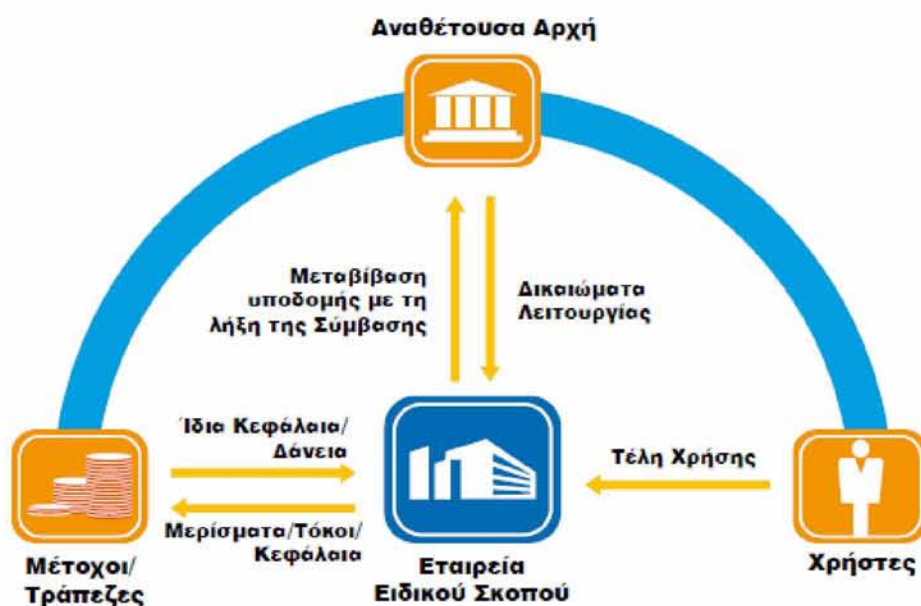 Αναθέτουσα Αρχή
Μεταβίβαση
υποδομής με τη
λήξη της Σύμβασης
Δικαιώματα
Λειτουργίας
Ίδια Κεφάλαια/
Δάνεια
Μερίσματα/Τόκοι/
Κεφάλαια
Τέλη Χρήσης
Μέτοχοι/
Τράπεζες
Εταιρεία
Ειδικού Σκοπού
Χρήστες